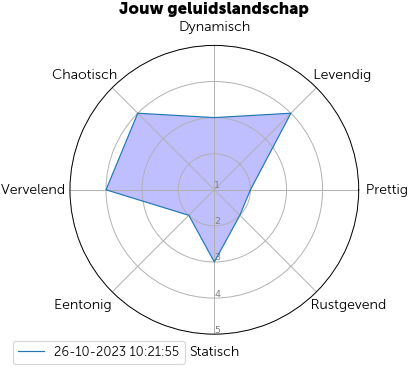 Jouw geluidslandschap
Dynamisch
Chaotisch
Levendig
Vervelend
1
Prettig
2
3
4
Eentonig
Rustgevend
5
26-10-2023 10:21:55
Statisch